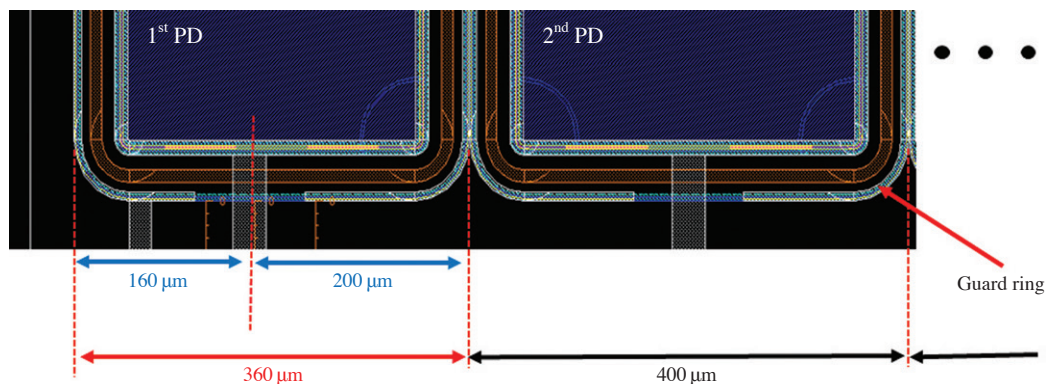 1st PD
2nd PD
160 μm
200 μm
Guard ring
360 μm
400 μm